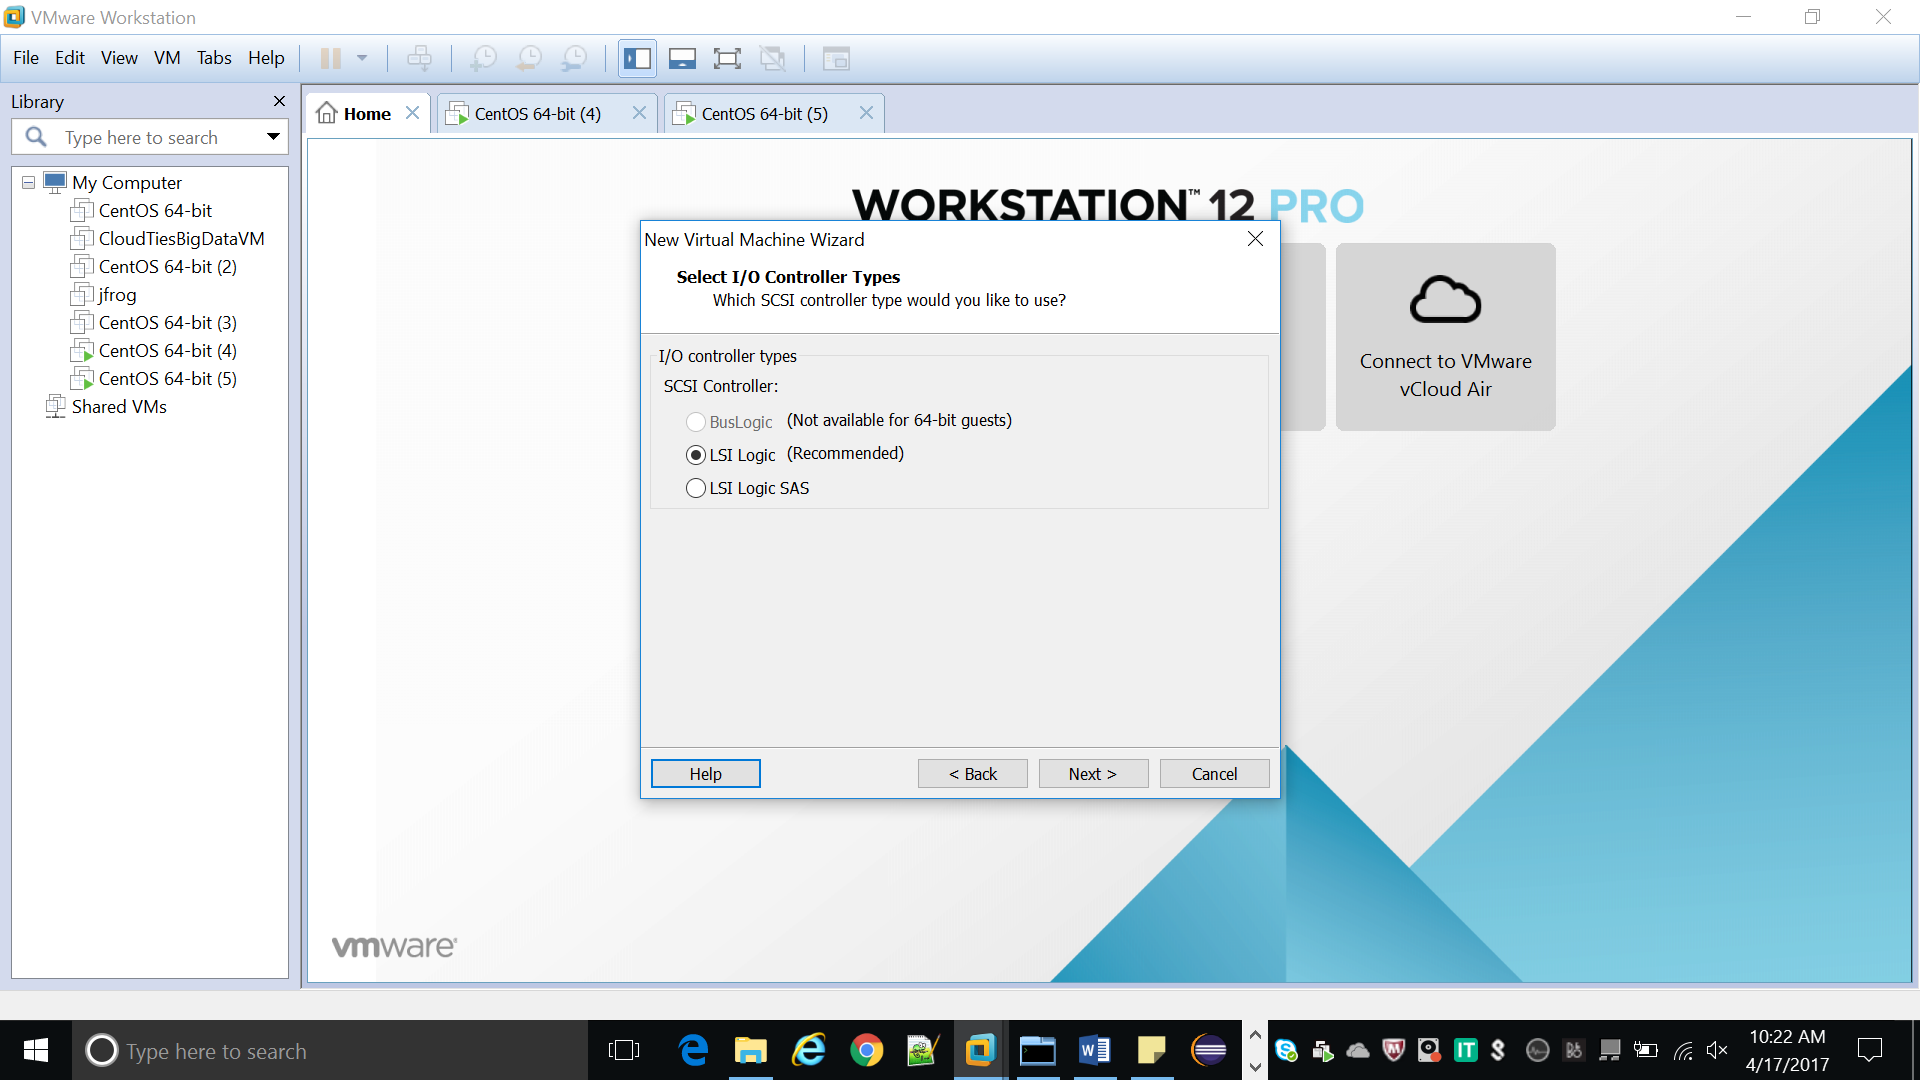 VMware Workstation
File Edit View VM Tabs Help
Library
Type here to search
My Computer
CentOS 64-bit
CloudTiesBigDataVM
CentOS 64-bit (2)
jfrog
CentOS 64-bit (3)
CentOS 64-bit (4)
CentOS 64-bit (5)
Shared VMs
Home CentOS 64-bit (4) CentOS 64-bit (5)
WORKSTATION™ 12 PRO
New Virtual Machine Wizard
Select I/O Controller Types
Which SCSI controller type would you like to use?
I/O controller types
SCSI Controller:
BusLogic (Not available for 64-bit guests)
LSI Logic (Recommended)
LSI Logic SAS
Help < Back Next > Cancel
Connect to VMware
vCloud Air
vmware
Type here to search
10:22 AM
4/17/2017